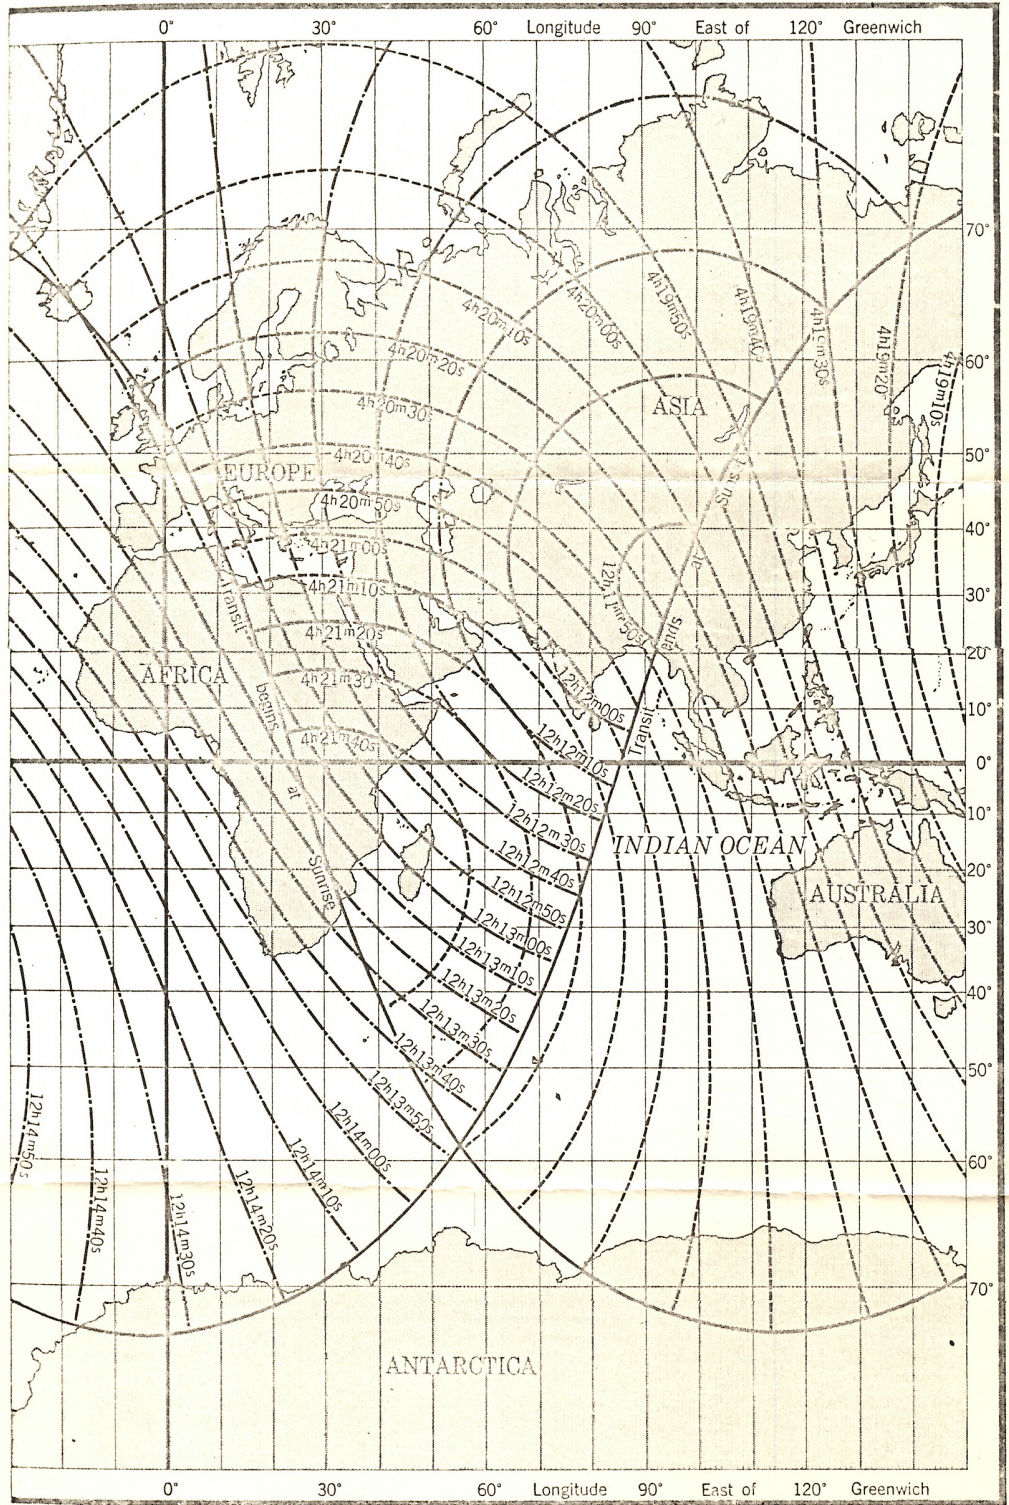 0° 30° 60° Longitude 90° East of 120° Greenwich
70°
4h19m50s
4h20m00s
4h19m40s
4h20m10s
4h19m30s
4h19m20s
4h19m10s
4h20m20s
60°
4h20m30s
ASIA
4h20m40s
50°
EUROPE
4h20m50s
Sunset
40°
4h21m00s
at
4h21m10s
12h11m50s
30°
Transit
4h21m20s
ends
20°
AFRICA
4h21m30s
12h12m00s
begins
10°
4h21m40s
Transit
12h12m10s
0°
at
12h12m20s
10°
12h12m30s
INDIAN OCEAN
12h12m40s
20°
Sunrise
12h12m50s
AUSTRALIA
12h13m00s
30°
12h13m10s
12h13m20s
40°
12h13m30s
12h13m40s
50°
12h13m50s
12h14m00s
12h14m50s
12h14m10s
60°
12h14m40s
12h14m30s
12h14m20s
70°
ANTARCTICA
0° 30° 60° Longitude 90° East of 120° Greenwich